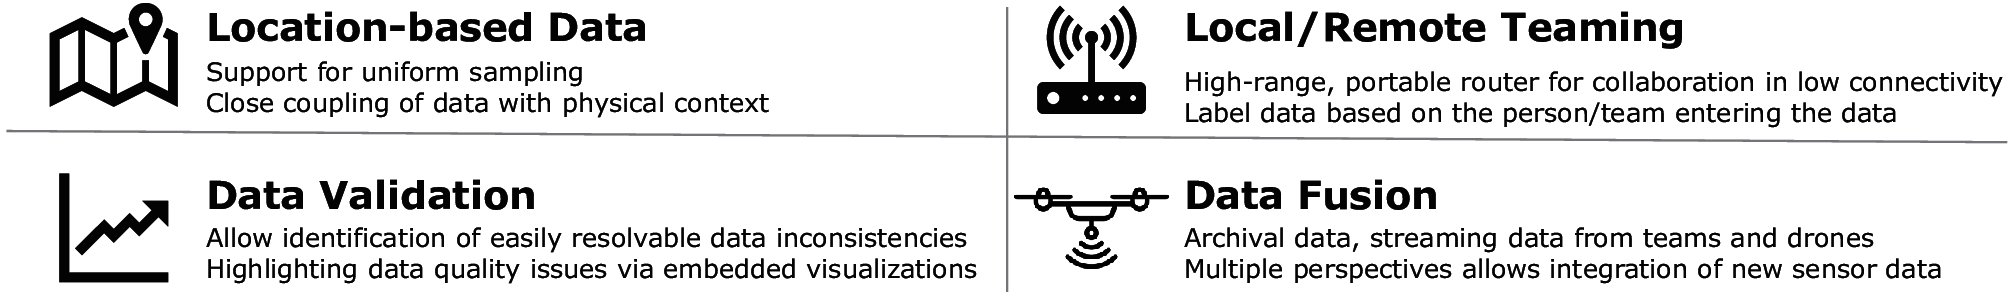 Location-based Data
Support for uniform sampling
Close coupling of data with physical context
Local/Remote Teaming
High-range, portable router for collaboration in low connectivity
Label data based on the person/team entering the data
Data Validation
Allow identification of easily resolvable data inconsistencies
Highlighting data quality issues via embedded visualizations
Data Fusion
Archival data, streaming data from teams and drones
Multiple perspectives allows integration of new sensor data